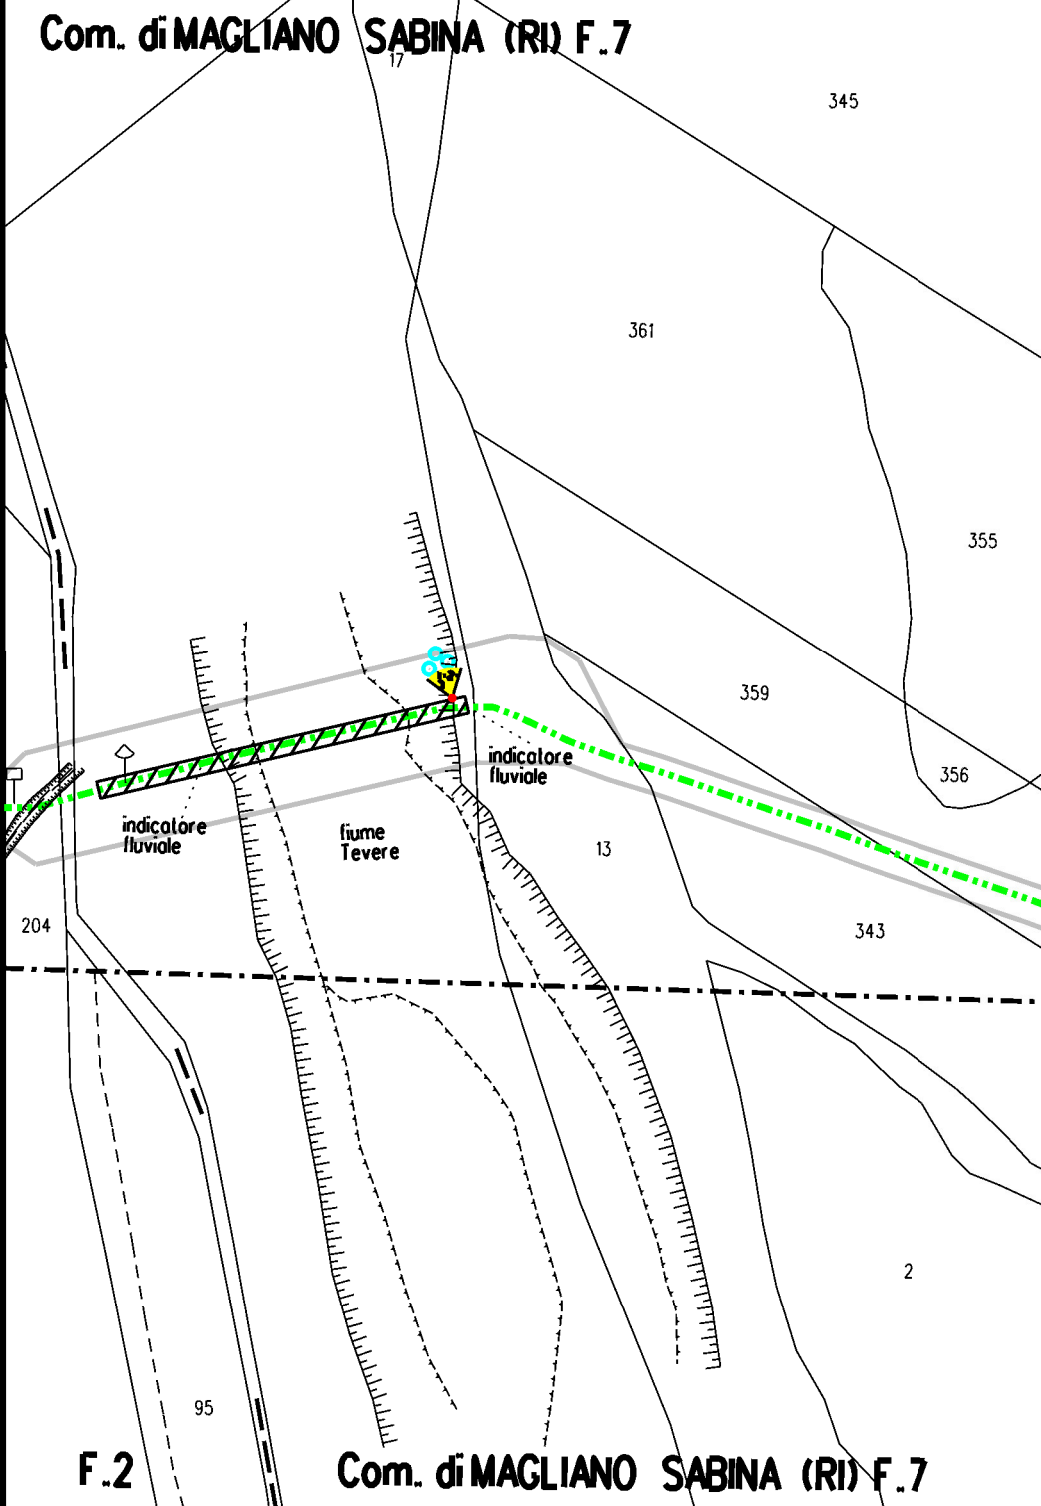 Com. di MAGLIANO SABINA (RI) F.7
17
345
361
355
359
indicatore
fluviale
356
indicatore
fluviale
fiume
Tevere
13
204
343
2
95
F.2
Com. di MAGLIANO SABINA (RI) F.7